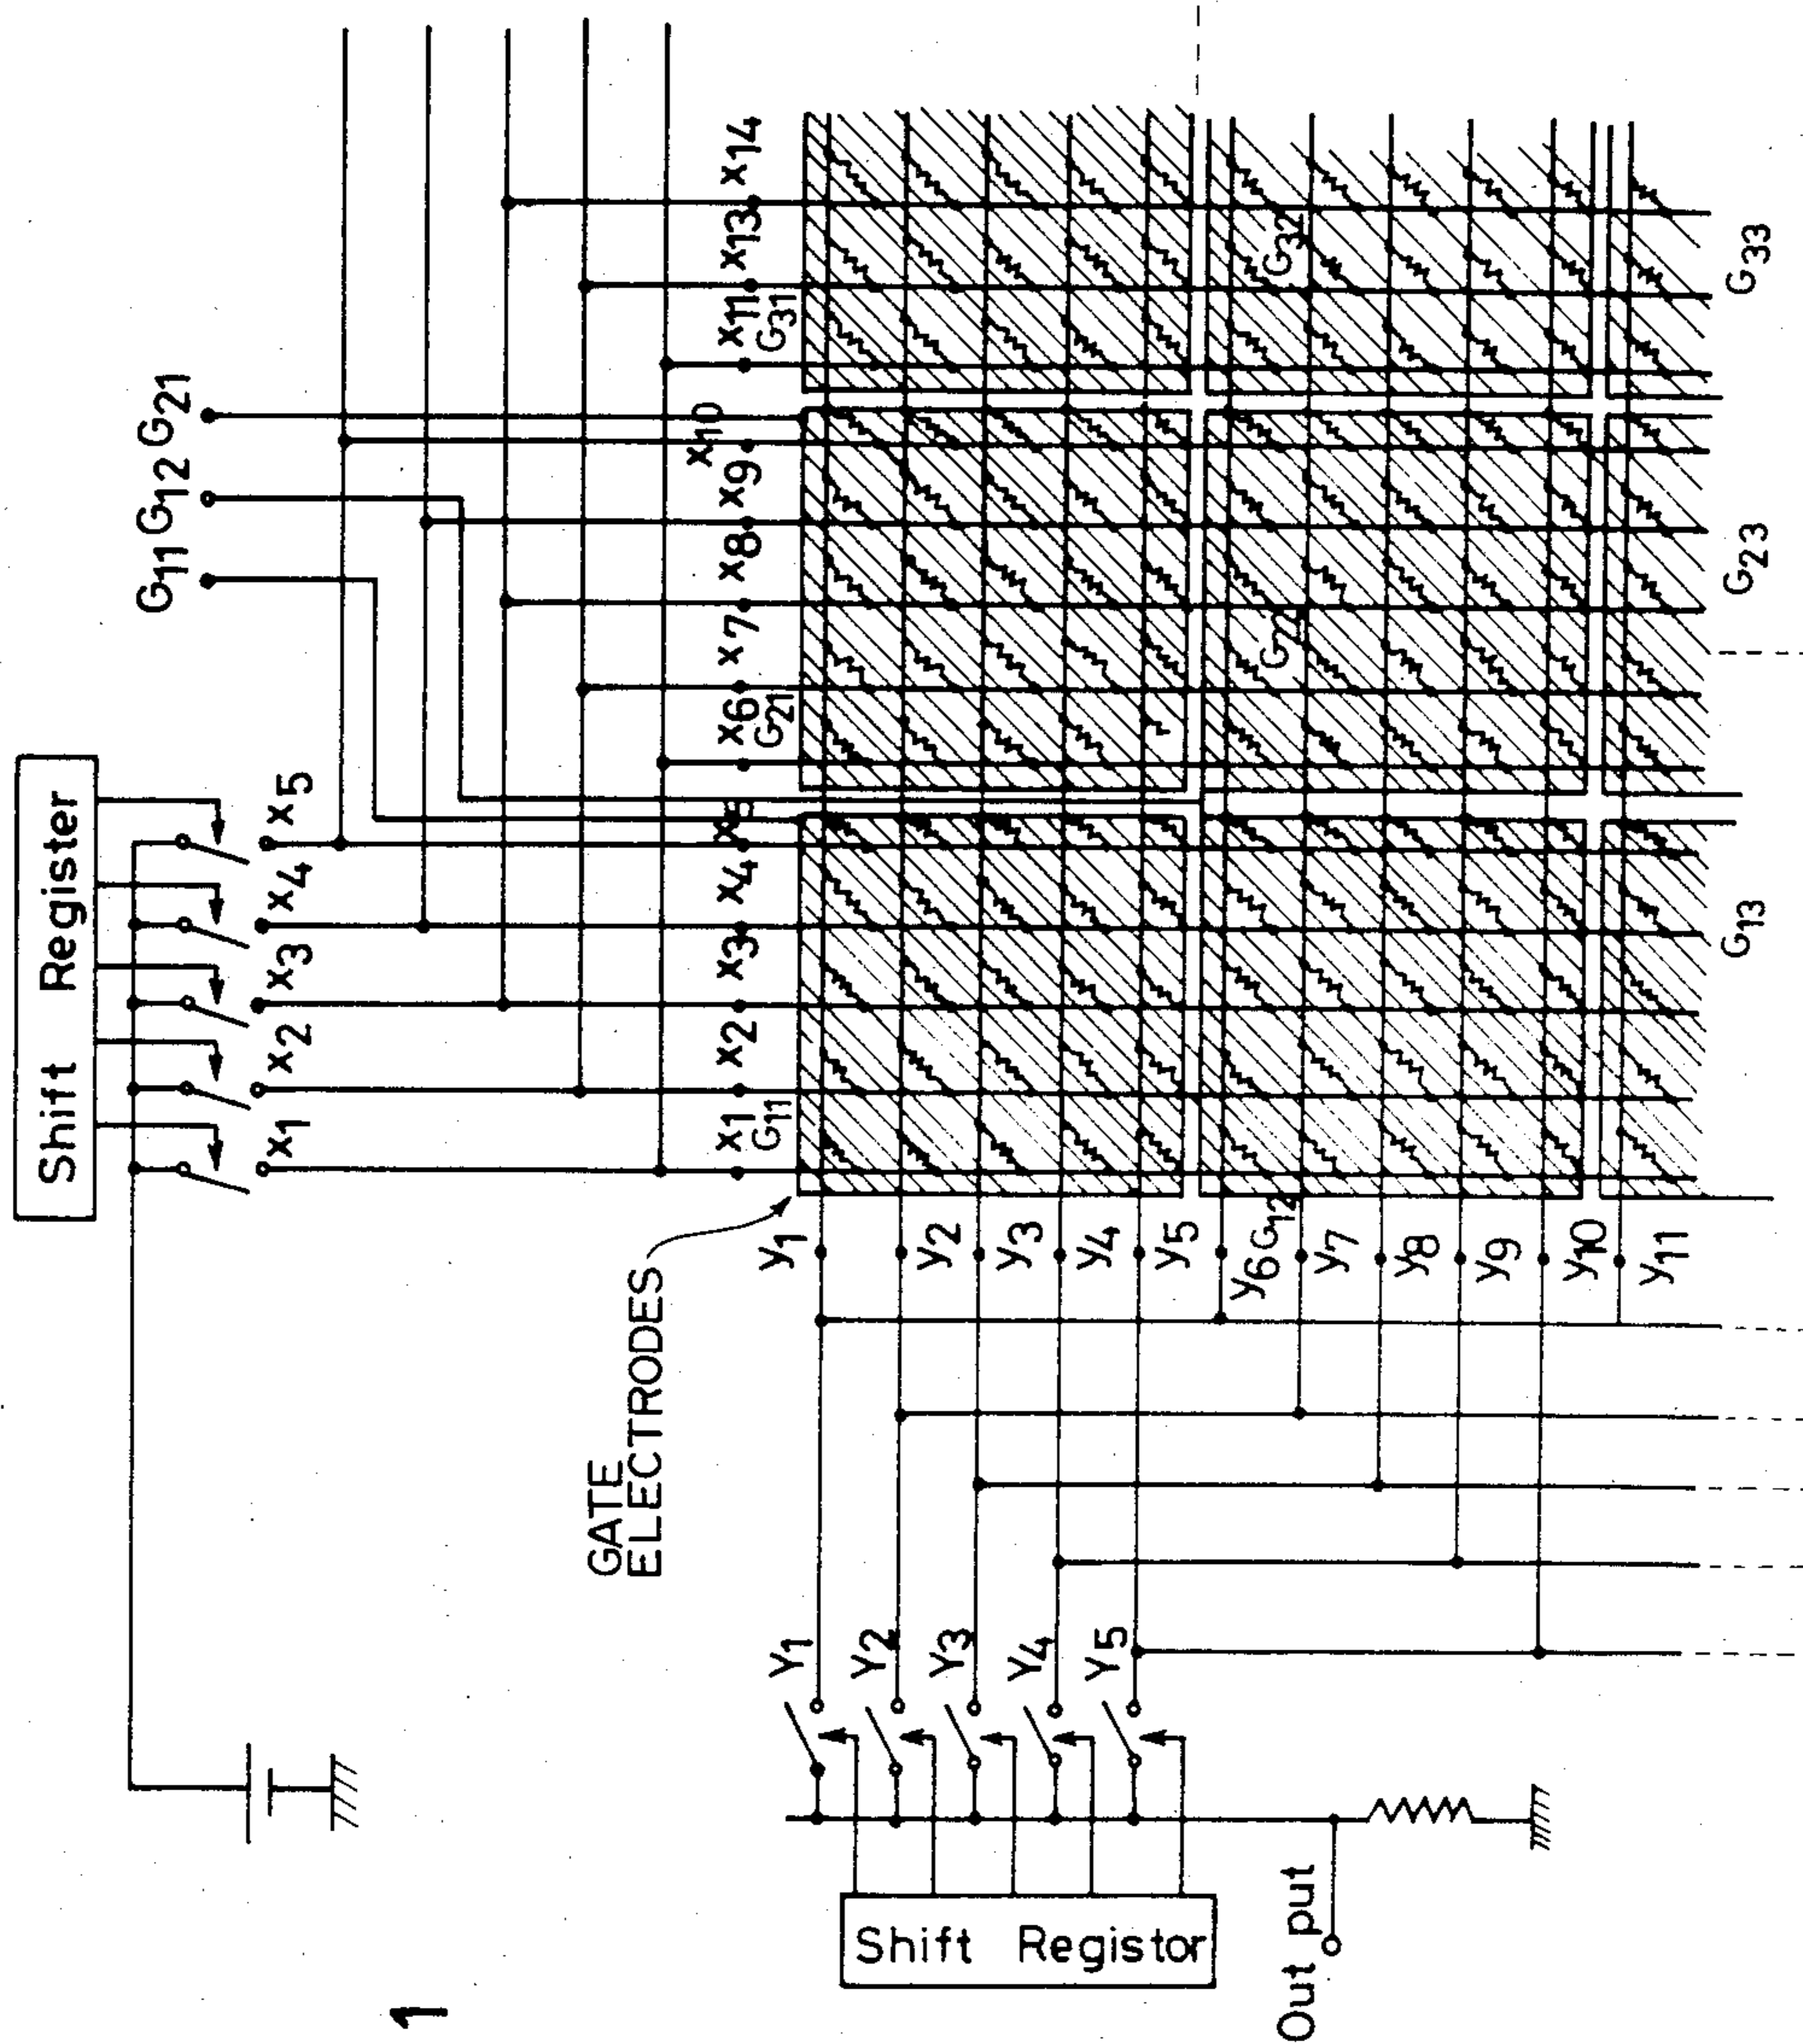 Shift Register
G11 G12 G21
x1 x2 x3 x4 x5
x1 x2 x3 x4 x6 x7 x8 x9 x10 x11 x13 x14
G11 G21 G31
GATE
ELECTRODES
Y1
Y2
Y3
Y4
Y5
y1
y2
y3
y4
y5
y6 G12
y7
y8
y9
y10
y11
G32
G13 G23 G33
Shift Registor
Out put
1